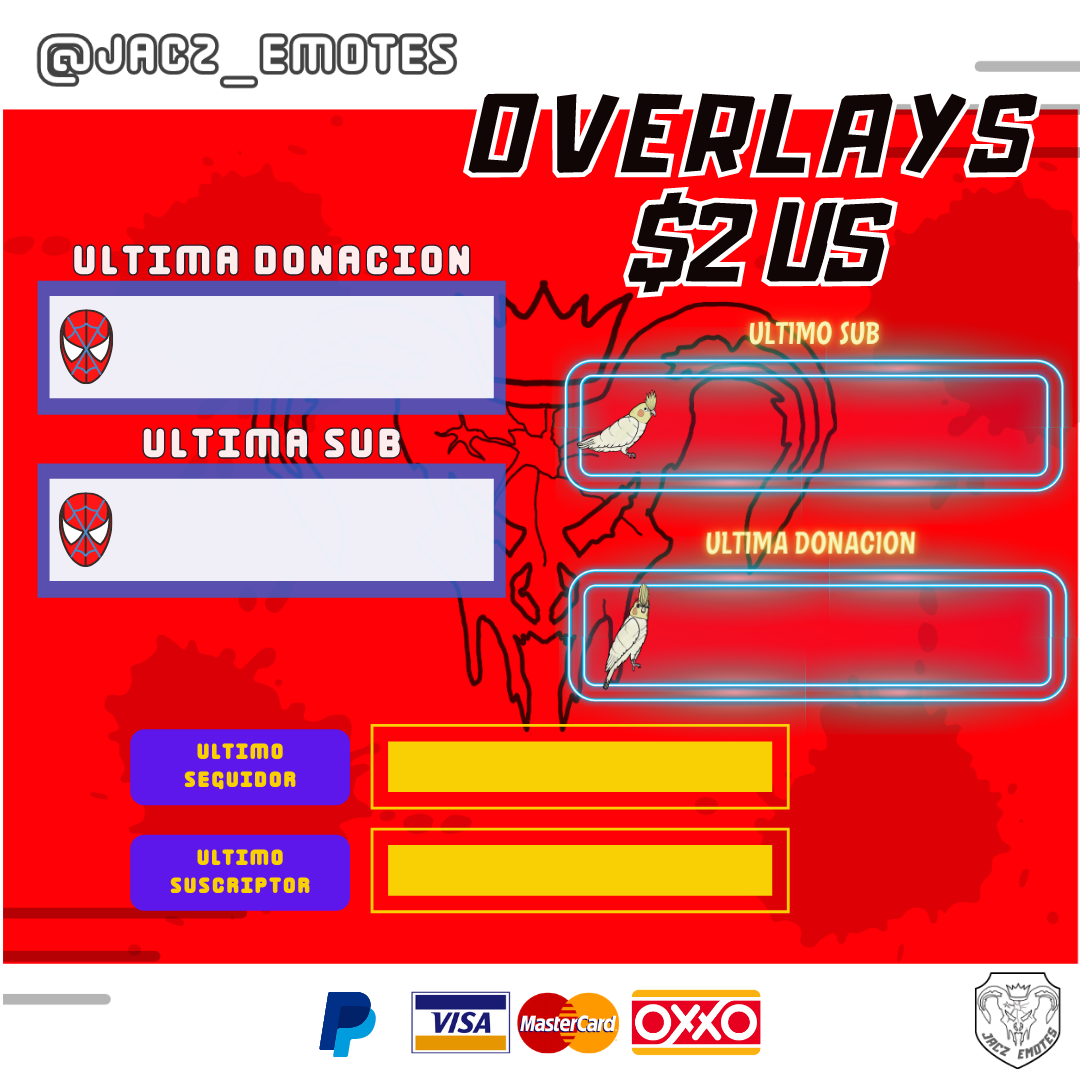 @JACZ_EMOTES
OVERLAYS
$2 US
ULTIMA DONACION
ULTIMA SUB
ULTIMO SUB
ULTIMA DONACION
ULTIMO
SEGUIDOR
ULTIMO
SUSCRIPTOR
VISA
MasterCard
OXXO
JACZ EMOTES